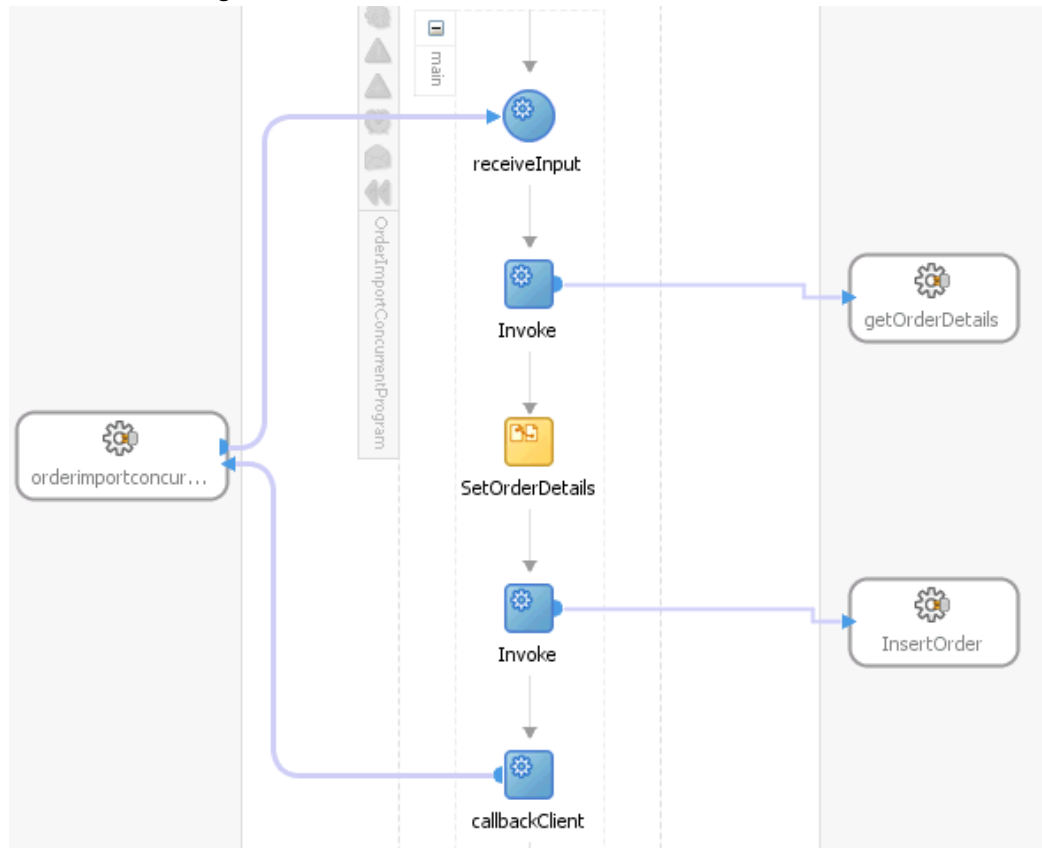 main
receiveInput
OrderImportConcurrentProgram
Invoke
getOrderDetails
orderimportconcur...
SetOrderDetails
Invoke
InsertOrder
callbackClient